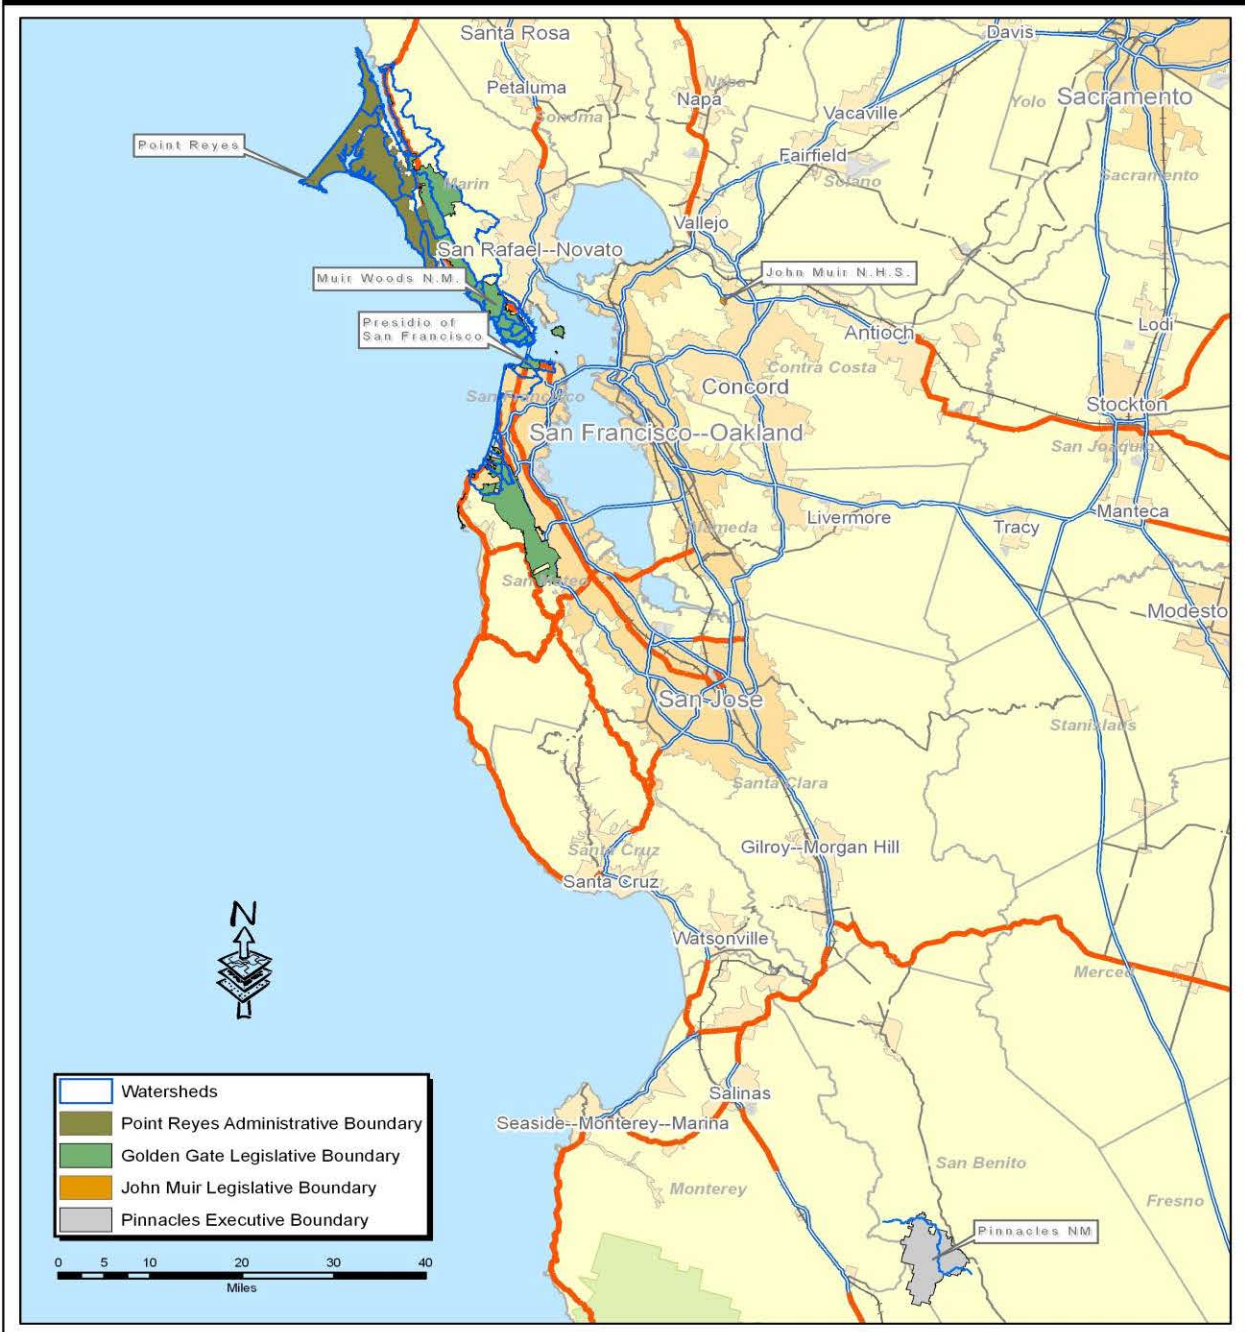 Santa Rosa
Davis
Petaluma
Napa
Napa
Sonoma
Vacaville
Yolo
Sacramento
Point Reyes
Fairfield
Solano
Sacramento
Marin
Vallejo
San Rafael--Novato
Muir Woods N.M.
John Muir N.H.S.
Presidio of
San Francisco
Antioch
Lodi
Contra Costa
Concord
San Francisco
Stockton
San Francisco--Oakland
San Joaquin
Livermore
Manteca
Tracy
Alameda
San Mateo
Modesto
San Jose
Stanislaus
Santa Clara
Gilroy--Morgan Hill
Santa Cruz
Santa Cruz
Watsonville
Merced
N
Salinas
Seaside--Monterey--Marina
San Benito
Monterey
Fresno
Pinnacles NM
Watersheds
Point Reyes Administrative Boundary
Golden Gate Legislative Boundary
John Muir Legislative Boundary
Pinnacles Executive Boundary
0 5 10 20 30 40
Miles